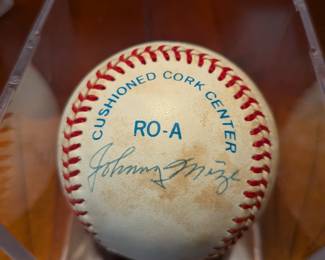 CUSHIONED CORK CENTER
RO-A
Johnny Mize